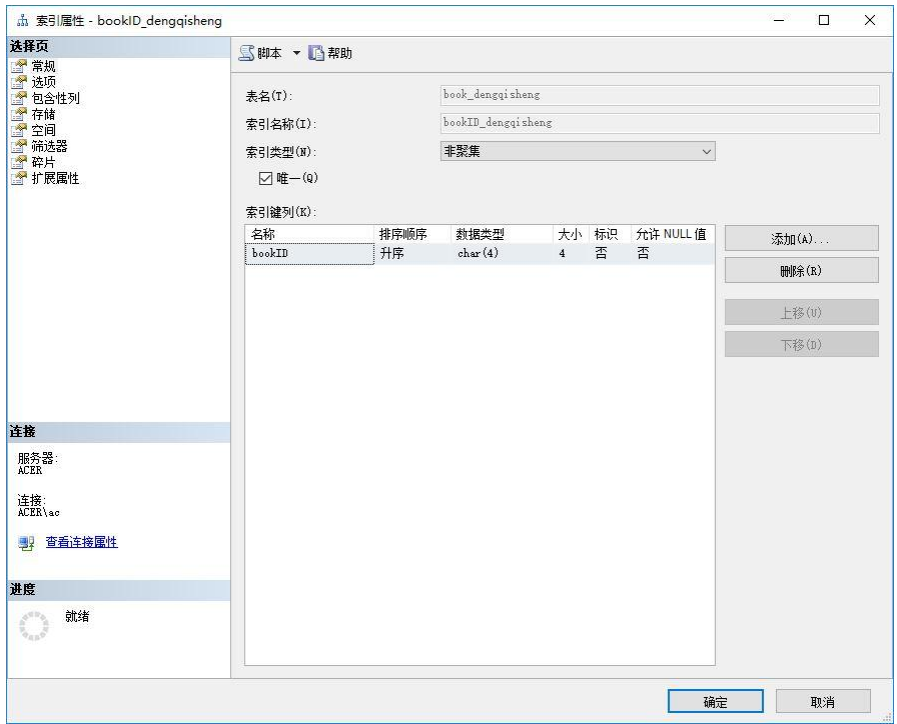 索引属性 - bookID_dengqisheng
选择页
常规
选项
包含性列
存储
空间
筛选器
碎片
扩展属性
脚本 帮助
表名(T): book_dengqisheng
索引名称(I): bookID_dengqisheng
索引类型(N): 非聚集
唯一(Q)
索引键列(K):
名称 排序顺序 数据类型 大小 标识 允许 NULL 值
bookID 升序 char(4) 4 否 否
添加(A)...
删除(R)
上移(U)
下移(D)
连接
服务器:
ACER
连接:
ACER\ac
查看连接属性
进度
就绪
确定 取消